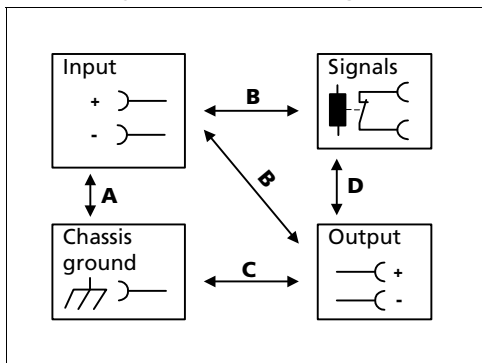 Input
+
-
B
Signals
A
B
D
Chassis
ground
C
Output
+
-